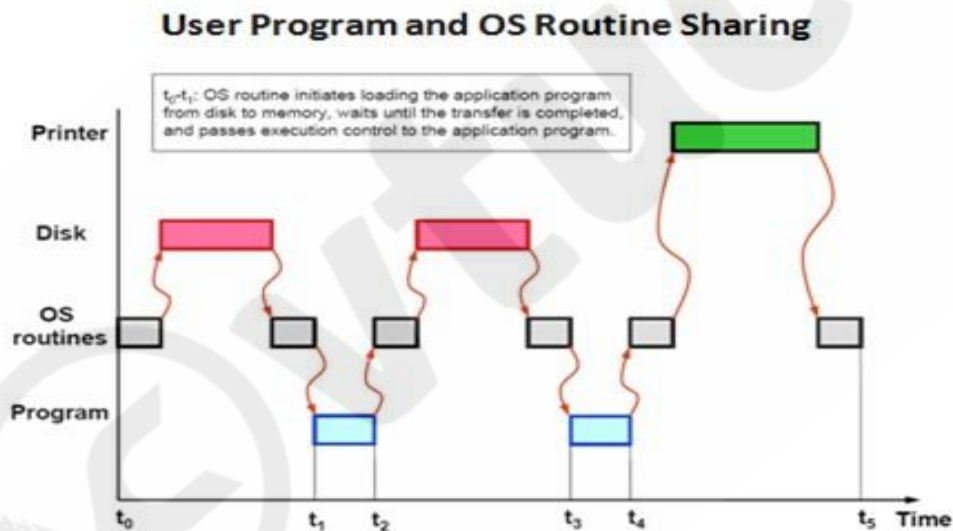 User Program and OS Routine Sharing
t₀-t₁: OS routine initiates loading the application program
from disk to memory, waits until the transfer is completed,
and passes execution control to the application program.
Printer
Disk
OS
routines
Program
t₀ t₁ t₂ t₃ t₄ t₅ Time